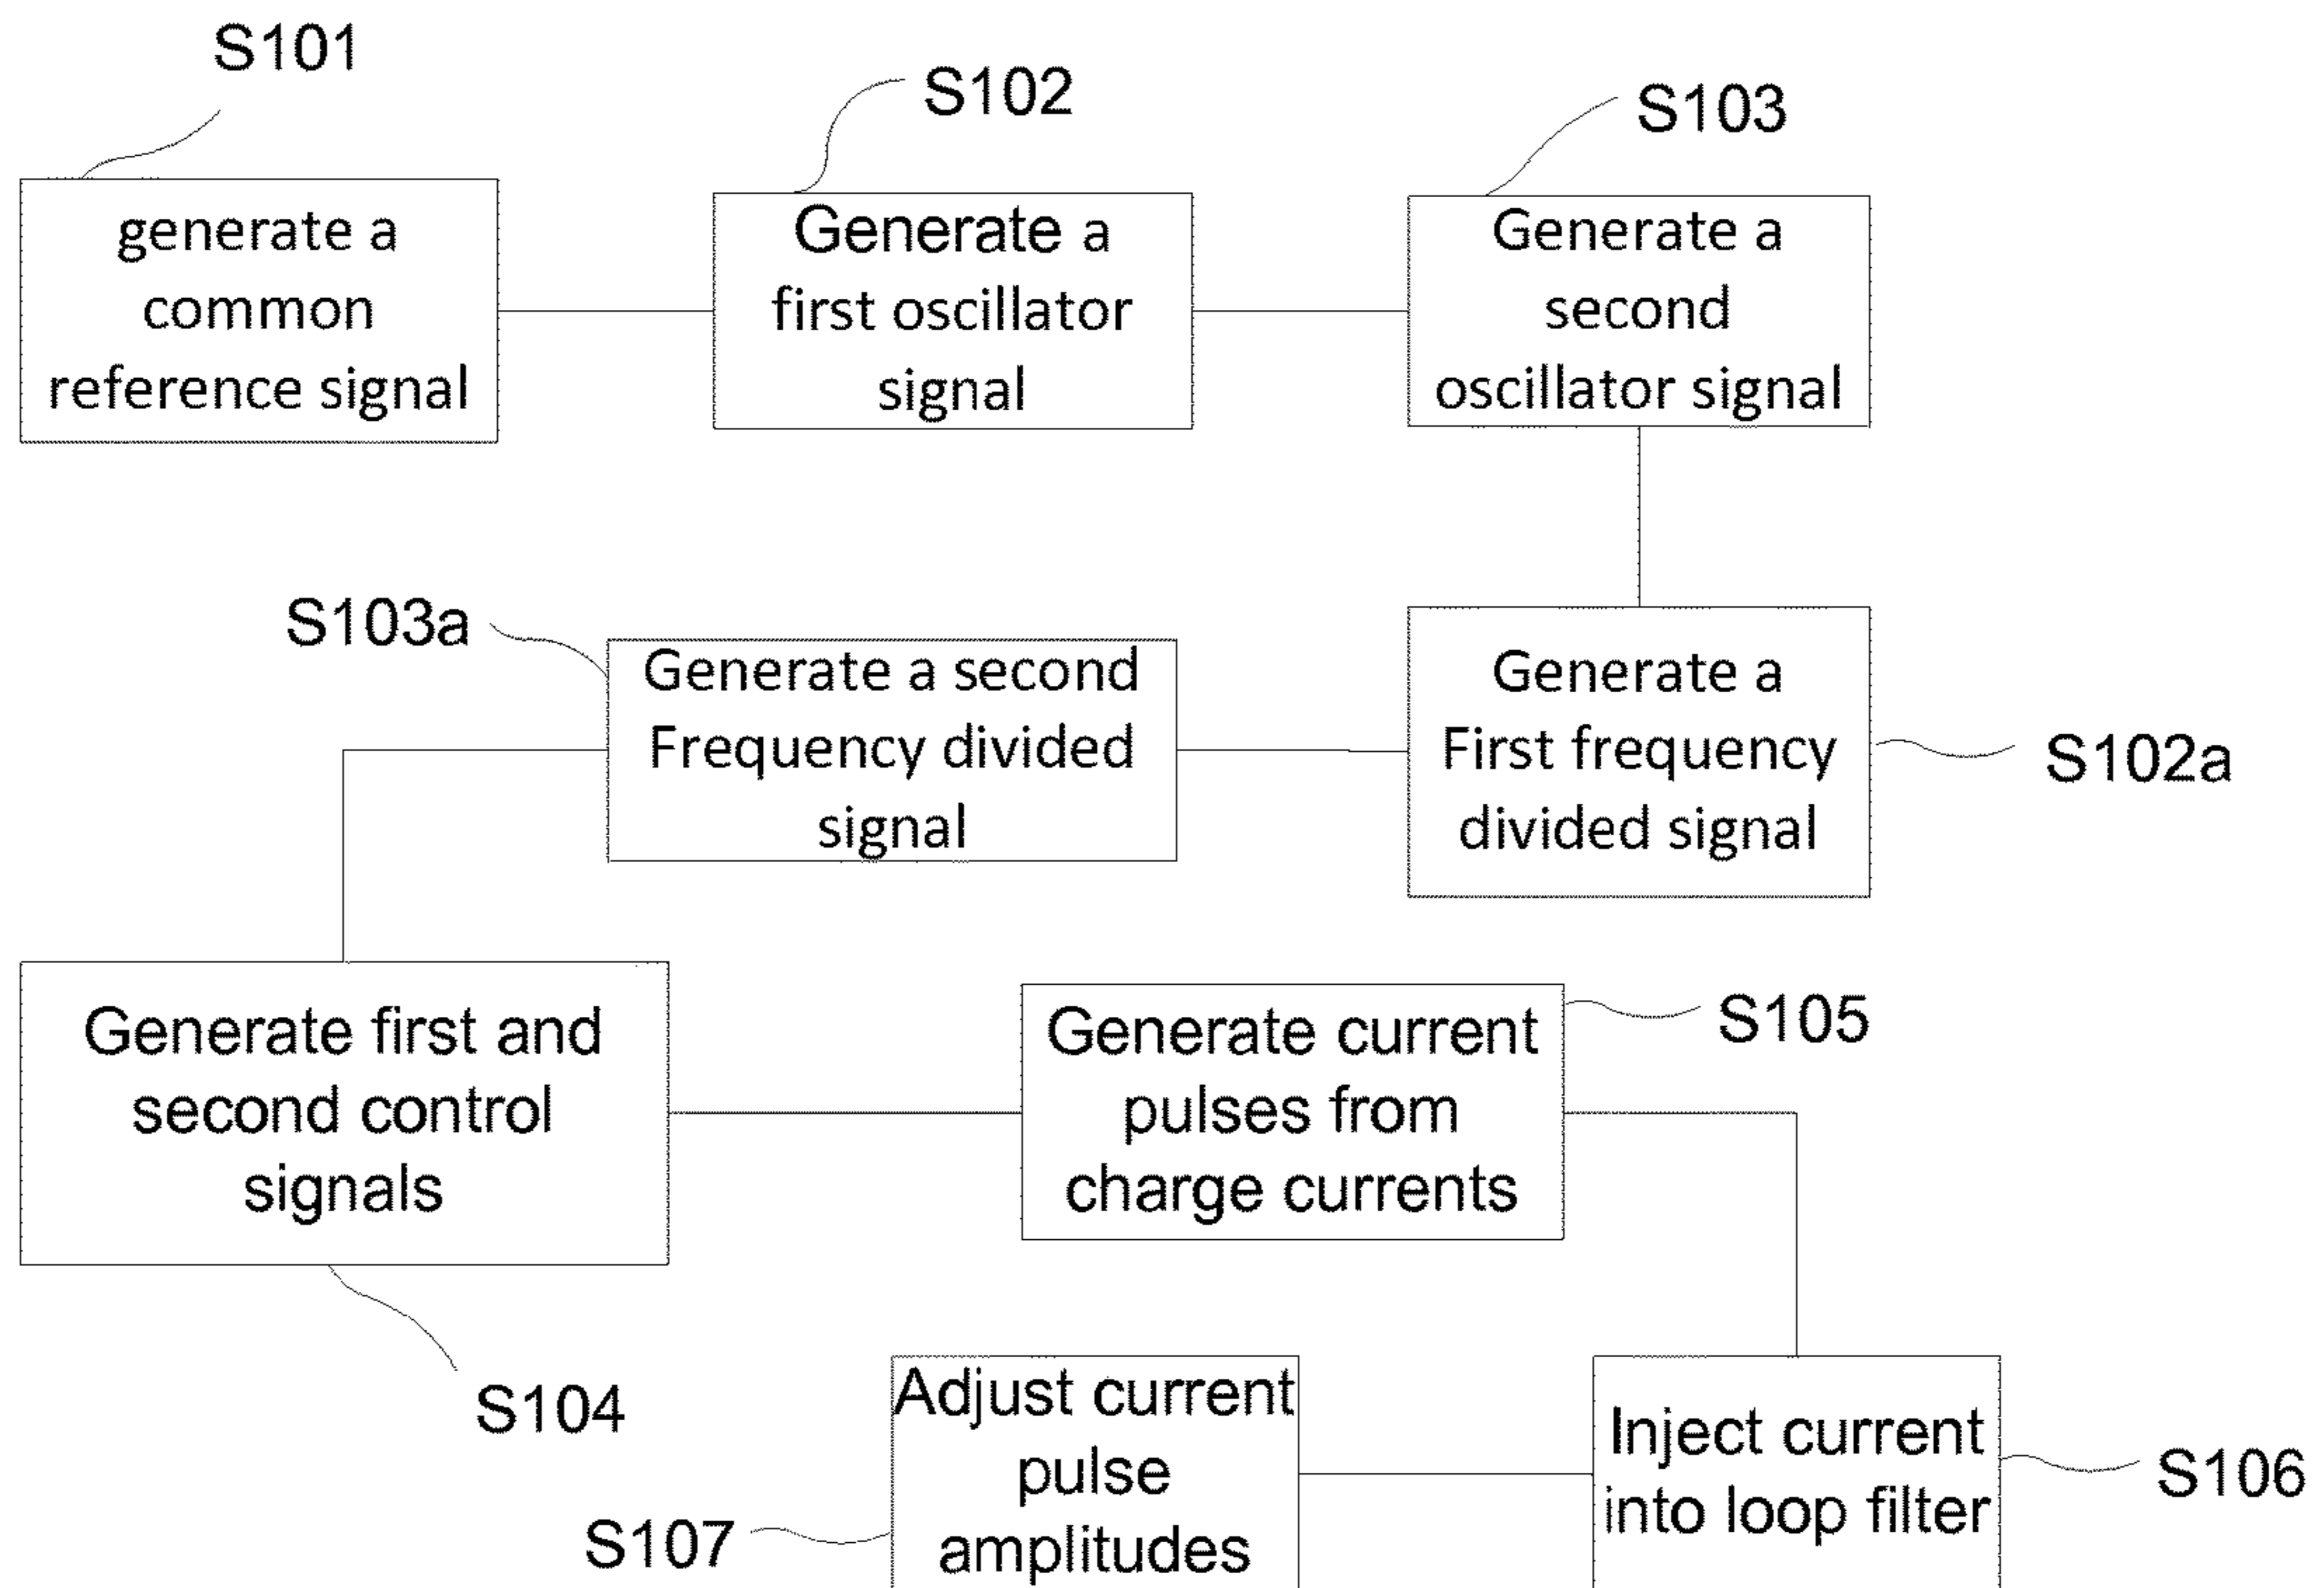 S101
S102
S103
generate a
common
reference signal
Generate a
first oscillator
signal
Generate a
second
oscillator signal
S103a
Generate a second
Frequency divided
signal
Generate a
First frequency
divided signal
S102a
Generate first and
second control
signals
S104
Generate current
pulses from
charge currents
S105
Adjust current
pulse
amplitudes
S107
Inject current
into loop filter
S106